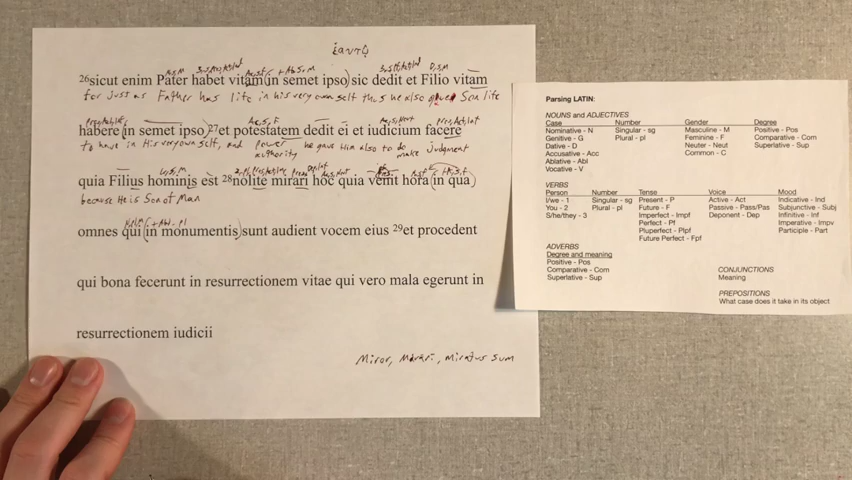 ἑαυτῷ
26sicut enim Pater habet vitam (in semet ipso) sic dedit et Filio vitam
for Just as Father has life in his very own self thus he also gave Son life
habere (in semet ipso) 27et potestatem dedit ei et iudicium facere
to have in His very own self, and power he gave Him also to do judgment
authority make
quia Filius hominis est 28nolite mirari hoc quia venit hora (in qua)
because He is Son of Man
omnes qui (in monumentis) sunt audient vocem eius 29et procedent
qui bona fecerunt in resurrectionem vitae qui vero mala egerunt in
resurrectionem iudicii
Miror, Mirari, miratus sum
Parsing LATIN:
NOUNS and ADJECTIVES
Case Number Gender Degree
Nominative - N Singular - sg Masculine - M Positive - Pos
Genitive - G Plural - pl Feminine - F Comparative - Com
Dative - D Neuter - Neut Superlative - Sup
Accusative - Acc Common - C
Ablative - Abl
Vocative - V
VERBS
Person Number Tense Voice Mood
I/we - 1 Singular - sg Present - P Active - Act Indicative - Ind
You - 2 Plural - pl Future - F Passive - Pass/Pas Subjunctive - Subj
S/he/they - 3 Imperfect - Impf Deponent - Dep Infinitive - Inf
Perfect - Pf Imperative - Impv
Pluperfect - Plpf Participle - Part
Future Perfect - Fpf
ADVERBS
Degree and meaning
Positive - Pos
Comparative - Com
Superlative - Sup
CONJUNCTIONS
Meaning
PREPOSITIONS
What case does it take in its object